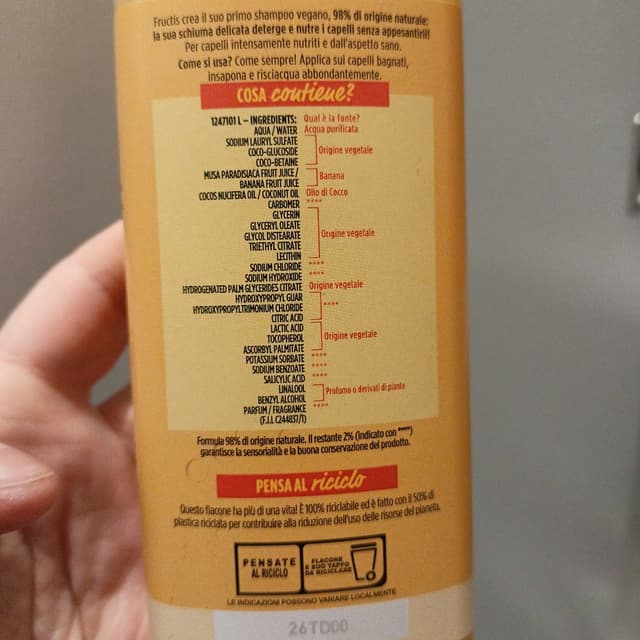 Fructis crea il suo primo shampoo vegano, 98% di origine naturale:
la sua schiuma delicata deterge e nutre i capelli senza appesantirli!
Per capelli intensamente nutriti e dall'aspetto sano.
Come si usa? Come sempre! Applica sui capelli bagnati,
insapona e risciacqua abbondantemente.
COSA contiene?
1247101 L – INGREDIENTS: Qual è la fonte?
AQUA / WATER Acqua purificata
SODIUM LAURYL SULFATE
COCO-GLUCOSIDE Origine vegetale
COCO-BETAINE
MUSA PARADISIACA FRUIT JUICE /
BANANA FRUIT JUICE Banana
COCOS NUCIFERA OIL / COCONUT OIL Olio di Cocco
CARBOMER ****
GLYCERIN
GLYCERYL OLEATE
GLYCOL DISTEARATE Origine vegetale
TRIETHYL CITRATE
LECITHIN
SODIUM CHLORIDE ****
SODIUM HYDROXIDE ****
HYDROGENATED PALM GLYCERIDES CITRATE Origine vegetale
HYDROXYPROPYL GUAR
HYDROXYPROPYLTRIMONIUM CHLORIDE ****
CITRIC ACID
LACTIC ACID
TOCOPHEROL Origine vegetale
ASCORBYL PALMITATE
POTASSIUM SORBATE ****
SODIUM BENZOATE ****
SALICYLIC ACID ****
LINALOOL
BENZYL ALCOHOL Profumo o derivati di piante
PARFUM / FRAGRANCE ****
(F.I.L. C244837/1)
Formula 98% di origine naturale. Il restante 2% (indicato con ****)
garantisce la sensorialità e la buona conservazione del prodotto.
PENSA AL riciclo
Questo flacone ha più di una vita! È 100% riciclabile ed è fatto con il 50% di
plastica riciclata per contribuire alla riduzione dell'uso delle risorse del pianeta.
PENSATE
AL RICICLO
FLACONE
E SUO TAPPO
DA RICICLARE
LE INDICAZIONI POSSONO VARIARE LOCALMENTE
26TD00